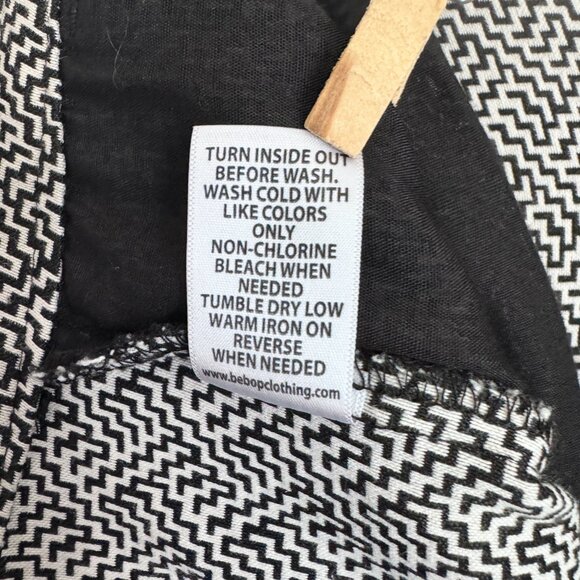 TURN INSIDE OUT
BEFORE WASH.
WASH COLD WITH
LIKE COLORS
ONLY
NON-CHLORINE
BLEACH WHEN
NEEDED
TUMBLE DRY LOW
WARM IRON ON
REVERSE
WHEN NEEDED
www.bebopclothing.com